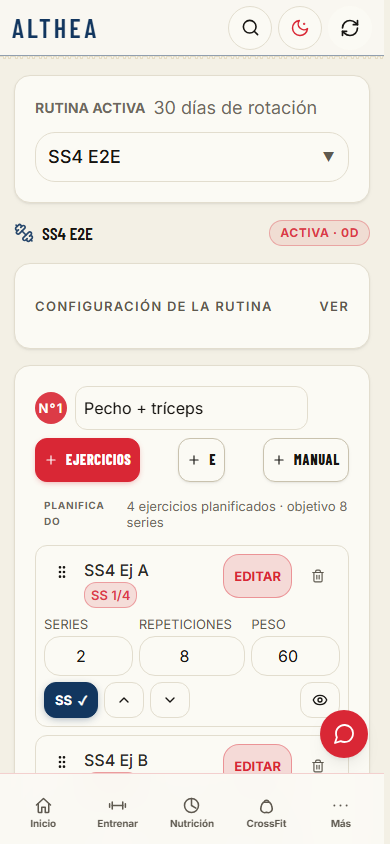 ALTHEA
RUTINA ACTIVA 30 días de rotación
SS4 E2E
SS4 E2E
ACTIVA · 0D
CONFIGURACIÓN DE LA RUTINA VER
Nº1 Pecho + tríceps
+ EJERCICIOS + E + MANUAL
PLANIFICA
DO
4 ejercicios planificados · objetivo 8
series
SS4 Ej A
SS 1/4
EDITAR
SERIES REPETICIONES PESO
2 8 60
SS ✓
SS4 Ej B
EDITAR
Inicio Entrenar Nutrición CrossFit Más